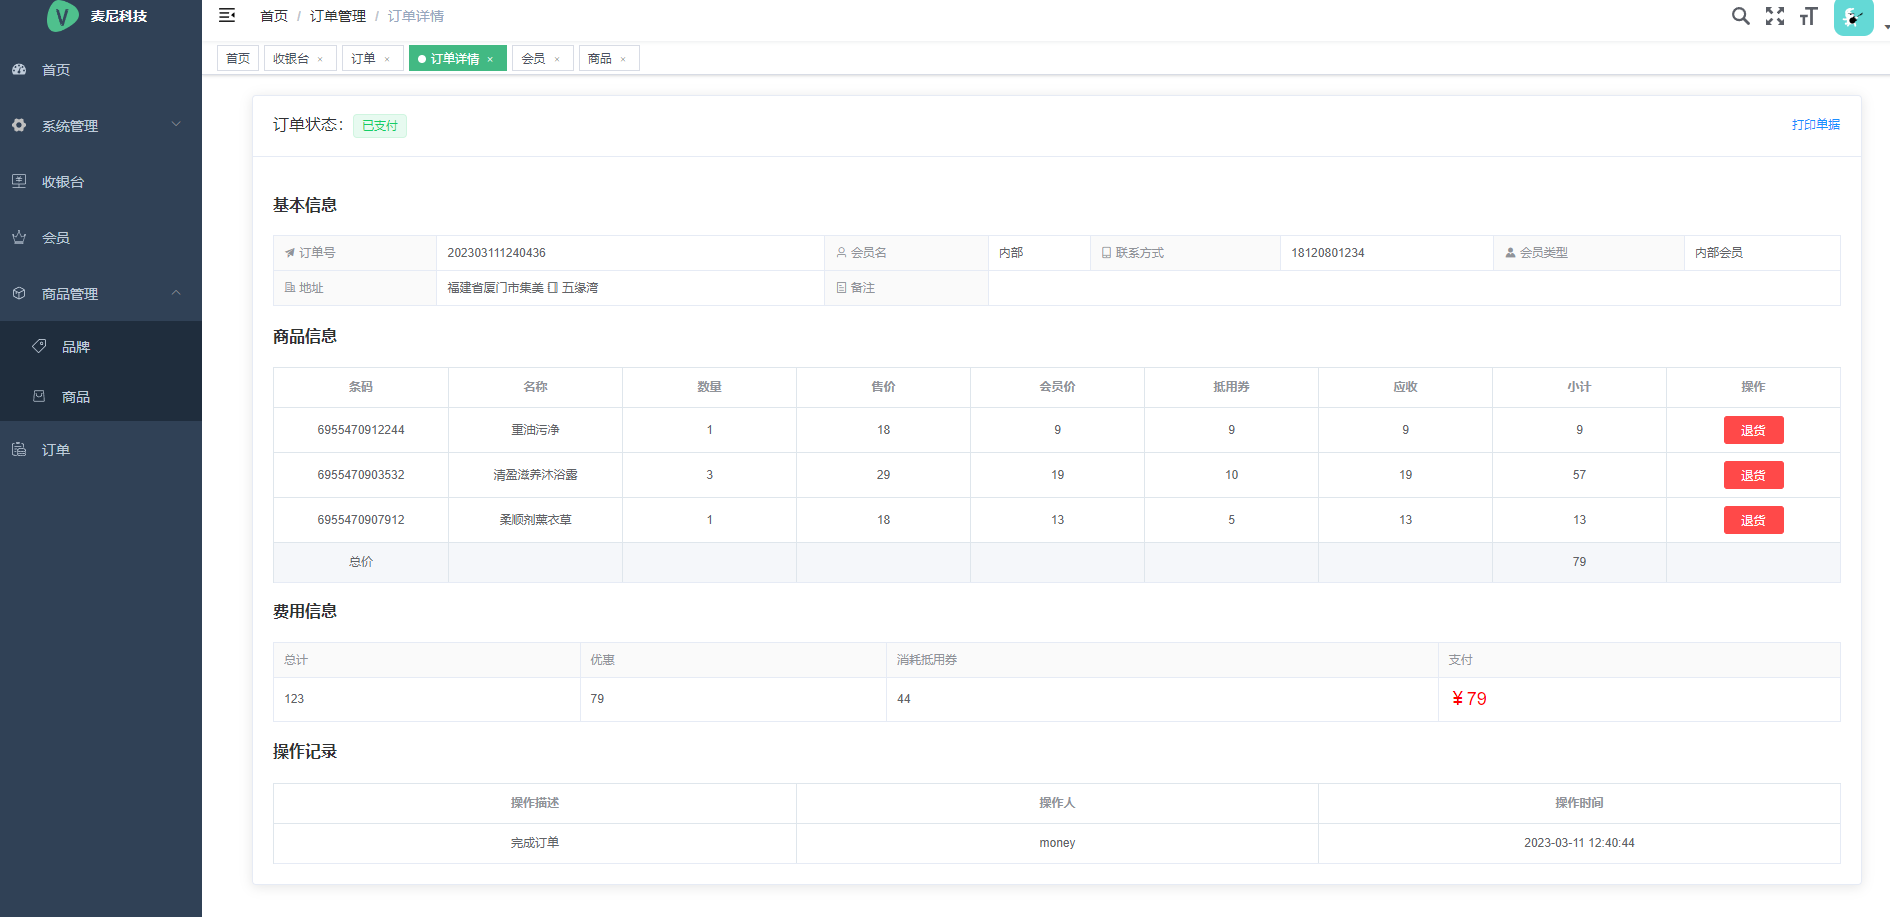 麦尼科技
首页 / 订单管理 / 订单详情
首页 收银台 × 订单 × 订单详情 × 会员 × 商品 ×
首页
系统管理
收银台
会员
商品管理
品牌
商品
订单
订单状态： 已支付 打印单据
基本信息
订单号 202303111240436 会员名 内部 联系方式 18120801234 会员类型 内部会员
地址 福建省厦门市集美 五缘湾 备注
商品信息
条码 名称 数量 售价 会员价 抵用券 应收 小计 操作
6955470912244 重油污净 1 18 9 9 9 9 退货
6955470903532 清盈滋养沐浴露 3 29 19 10 19 57 退货
6955470907912 柔顺剂薰衣草 1 18 13 5 13 13 退货
总价 79
费用信息
总计 优惠 消耗抵用券 支付
123 79 44 ¥ 79
操作记录
操作描述 操作人 操作时间
完成订单 money 2023-03-11 12:40:44